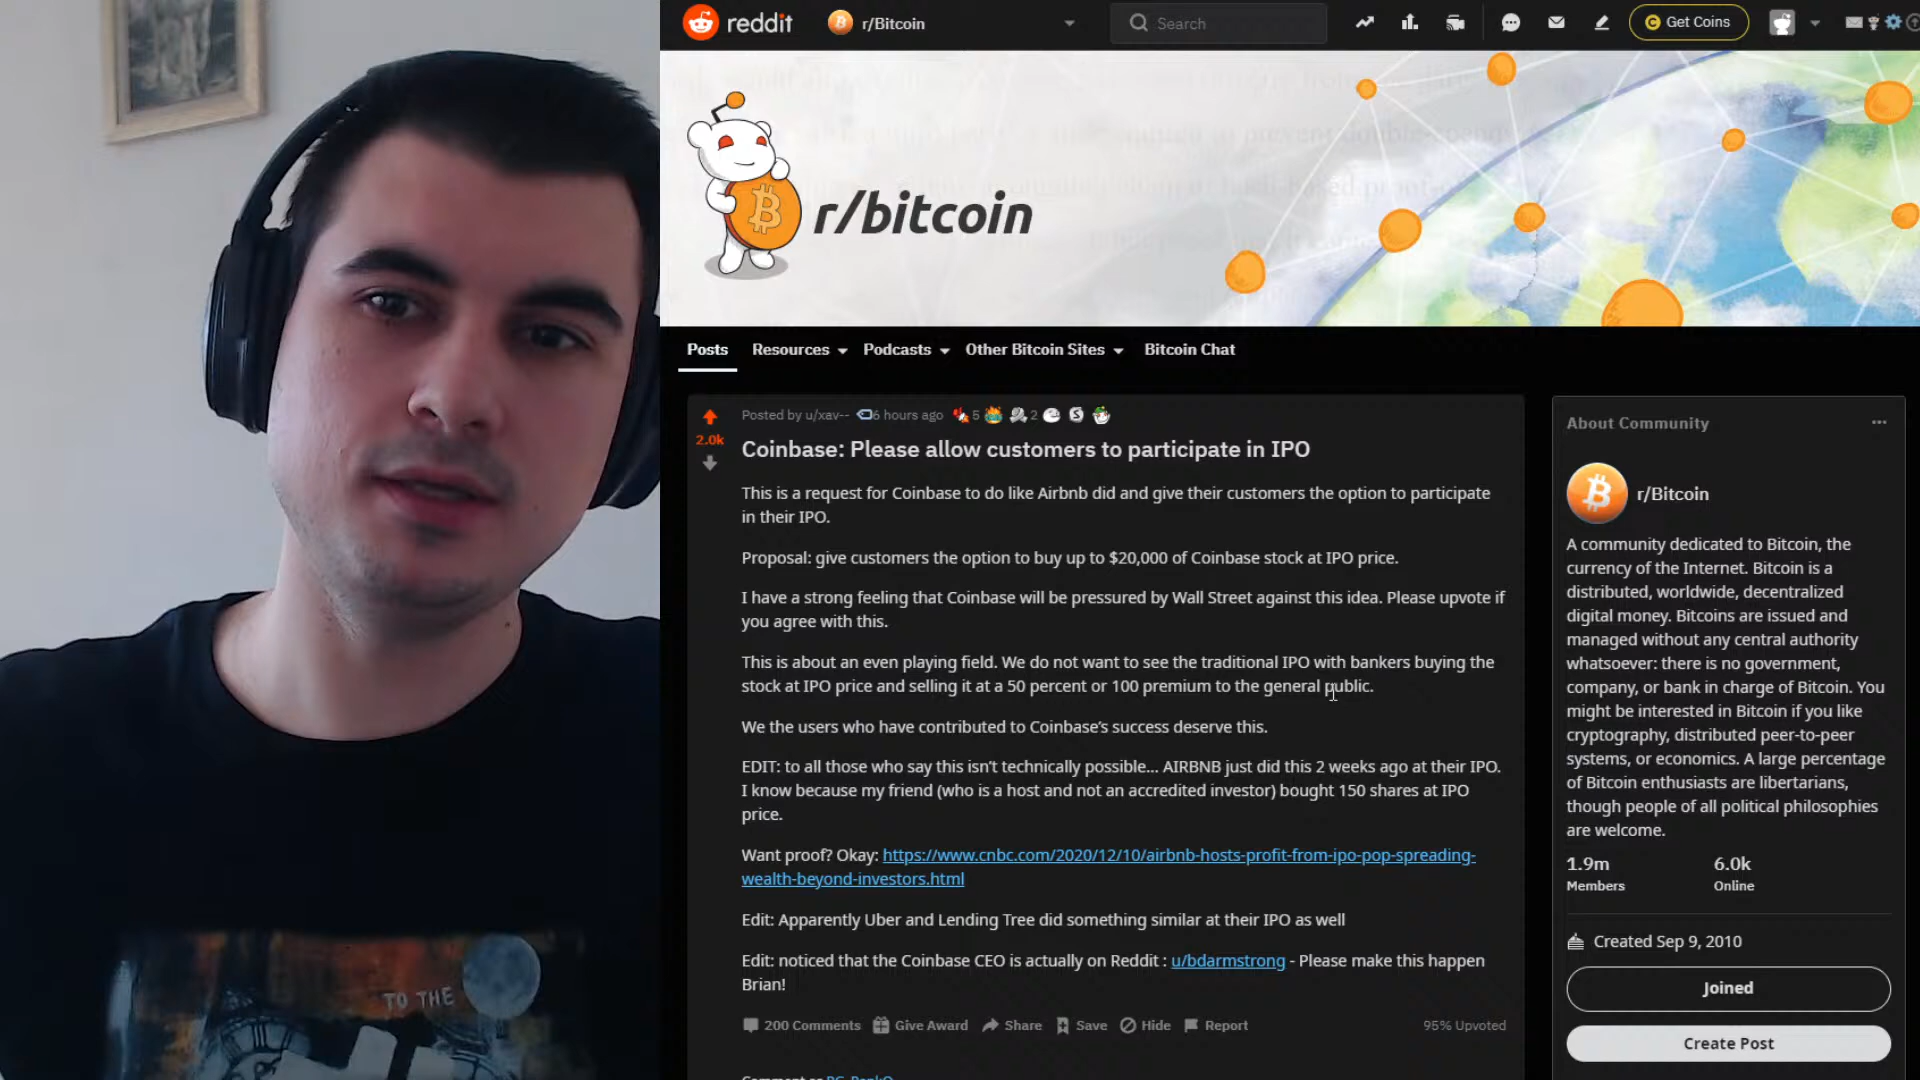 reddit
r/Bitcoin
Search
Get Coins
r/bitcoin
Posts
Resources
Podcasts
Other Bitcoin Sites
Bitcoin Chat
Posted by u/xav-- 6 hours ago 5 2 S
2.0k
Coinbase: Please allow customers to participate in IPO
This is a request for Coinbase to do like Airbnb did and give their customers the option to participate
in their IPO.
Proposal: give customers the option to buy up to $20,000 of Coinbase stock at IPO price.
I have a strong feeling that Coinbase will be pressured by Wall Street against this idea. Please upvote if
you agree with this.
This is about an even playing field. We do not want to see the traditional IPO with bankers buying the
stock at IPO price and selling it at a 50 percent or 100 premium to the general public.
We the users who have contributed to Coinbase's success deserve this.
EDIT: to all those who say this isn't technically possible... AIRBNB just did this 2 weeks ago at their IPO.
I know because my friend (who is a host and not an accredited investor) bought 150 shares at IPO
price.
Want proof? Okay: https://www.cnbc.com/2020/12/10/airbnb-hosts-profit-from-ipo-pop-spreading-
wealth-beyond-investors.html
Edit: Apparently Uber and Lending Tree did something similar at their IPO as well
Edit: noticed that the Coinbase CEO is actually on Reddit : u/bdarmstrong - Please make this happen
Brian!
200 Comments Give Award Share Save Hide Report 95% Upvoted
About Community
r/Bitcoin
A community dedicated to Bitcoin, the
currency of the Internet. Bitcoin is a
distributed, worldwide, decentralized
digital money. Bitcoins are issued and
managed without any central authority
whatsoever: there is no government,
company, or bank in charge of Bitcoin. You
might be interested in Bitcoin if you like
cryptography, distributed peer-to-peer
systems, or economics. A large percentage
of Bitcoin enthusiasts are libertarians,
though people of all political philosophies
are welcome.
1.9m 6.0k
Members Online
Created Sep 9, 2010
Joined
Create Post
TO THE